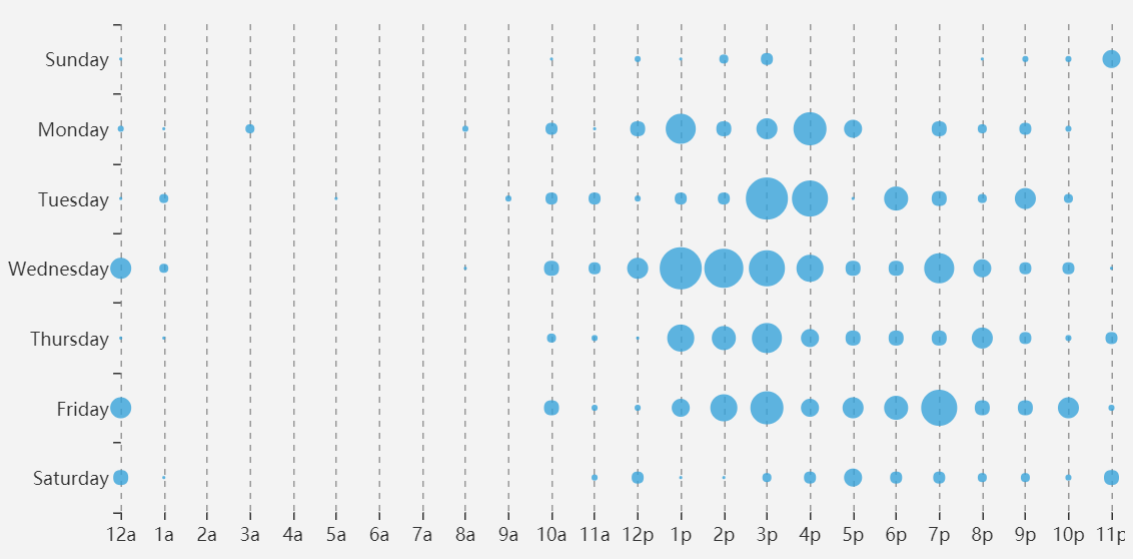 Sunday
Monday
Tuesday
Wednesday
Thursday
Friday
Saturday
12a 1a 2a 3a 4a 5a 6a 7a 8a 9a 10a 11a 12p 1p 2p 3p 4p 5p 6p 7p 8p 9p 10p 11p